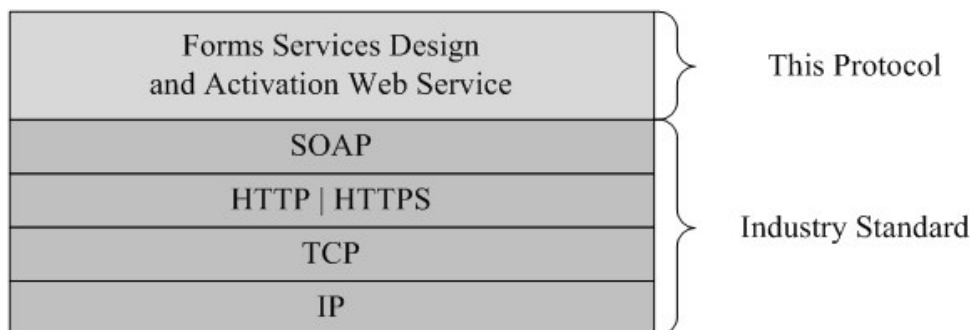 Forms Services Design
and Activation Web Service
This Protocol
SOAP
HTTP | HTTPS
TCP
IP
Industry Standard